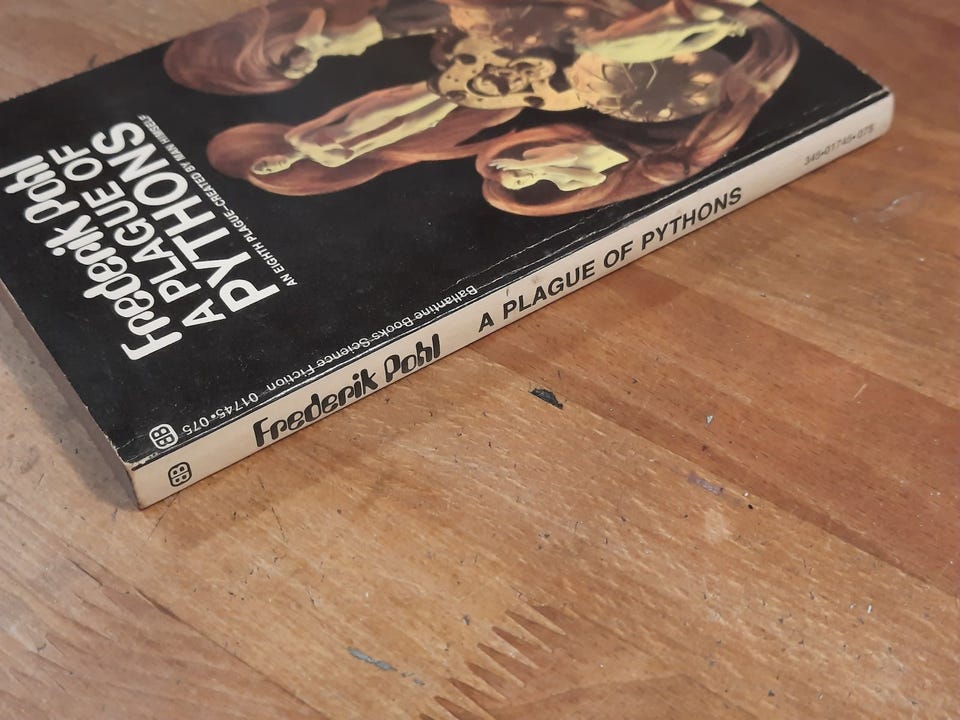 Frederik Pohl
A PLAGUE OF
PYTHONS
AN EIGHTH PLAGUE–CREATED BY MAN HIMSELF!
BB 01745•075 Ballantine Books Science Fiction
BB Frederik Pohl A PLAGUE OF PYTHONS 345•01745•075